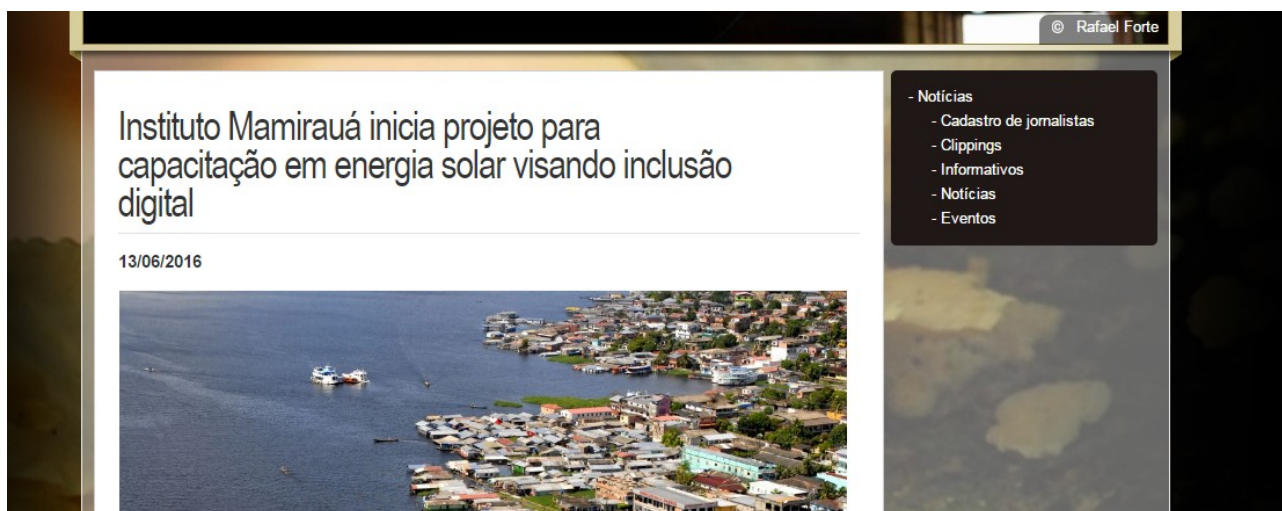 © Rafael Forte
Instituto Mamirauá inicia projeto para
capacitação em energia solar visando inclusão
digital
13/06/2016
- Notícias
- Cadastro de jornalistas
- Clippings
- Informativos
- Notícias
- Eventos